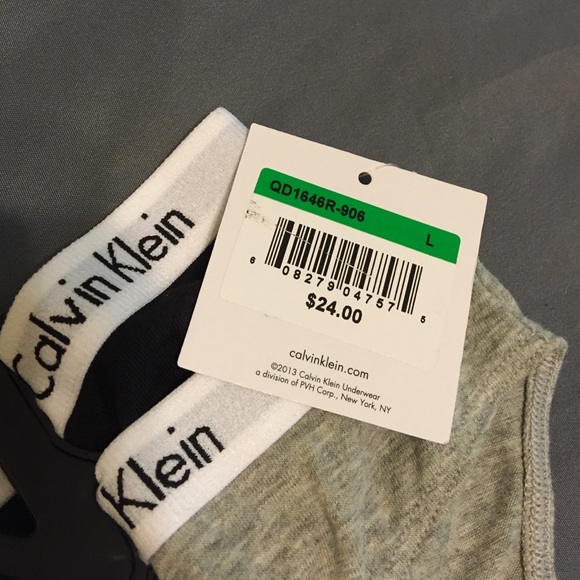 QD1646R-906
L
6 08279 04757 5
$24.00
calvinklein.com
©2013 Calvin Klein Underwear
a division of PVH Corp., New York, NY
Calvin Klein
Klein